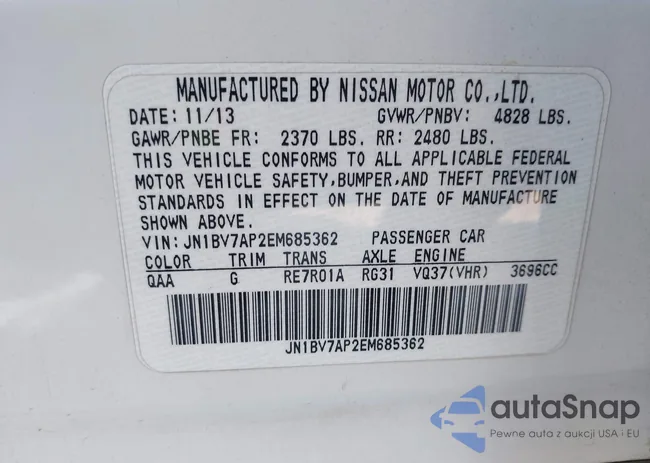 MANUFACTURED BY NISSAN MOTOR CO.,LTD.
DATE: 11/13 GVWR/PNBV: 4828 LBS.
GAWR/PNBE FR: 2370 LBS. RR: 2480 LBS.
THIS VEHICLE CONFORMS TO ALL APPLICABLE FEDERAL
MOTOR VEHICLE SAFETY,BUMPER,AND THEFT PREVENTION
STANDARDS IN EFFECT ON THE DATE OF MANUFACTURE
SHOWN ABOVE.
VIN: JN1BV7AP2EM685362 PASSENGER CAR
COLOR TRIM TRANS AXLE ENGINE
QAA G RE7R01A RG31 VQ37(VHR) 3696CC
JN1BV7AP2EM685362
autaSnap
Pewne auta z aukcji USA i EU